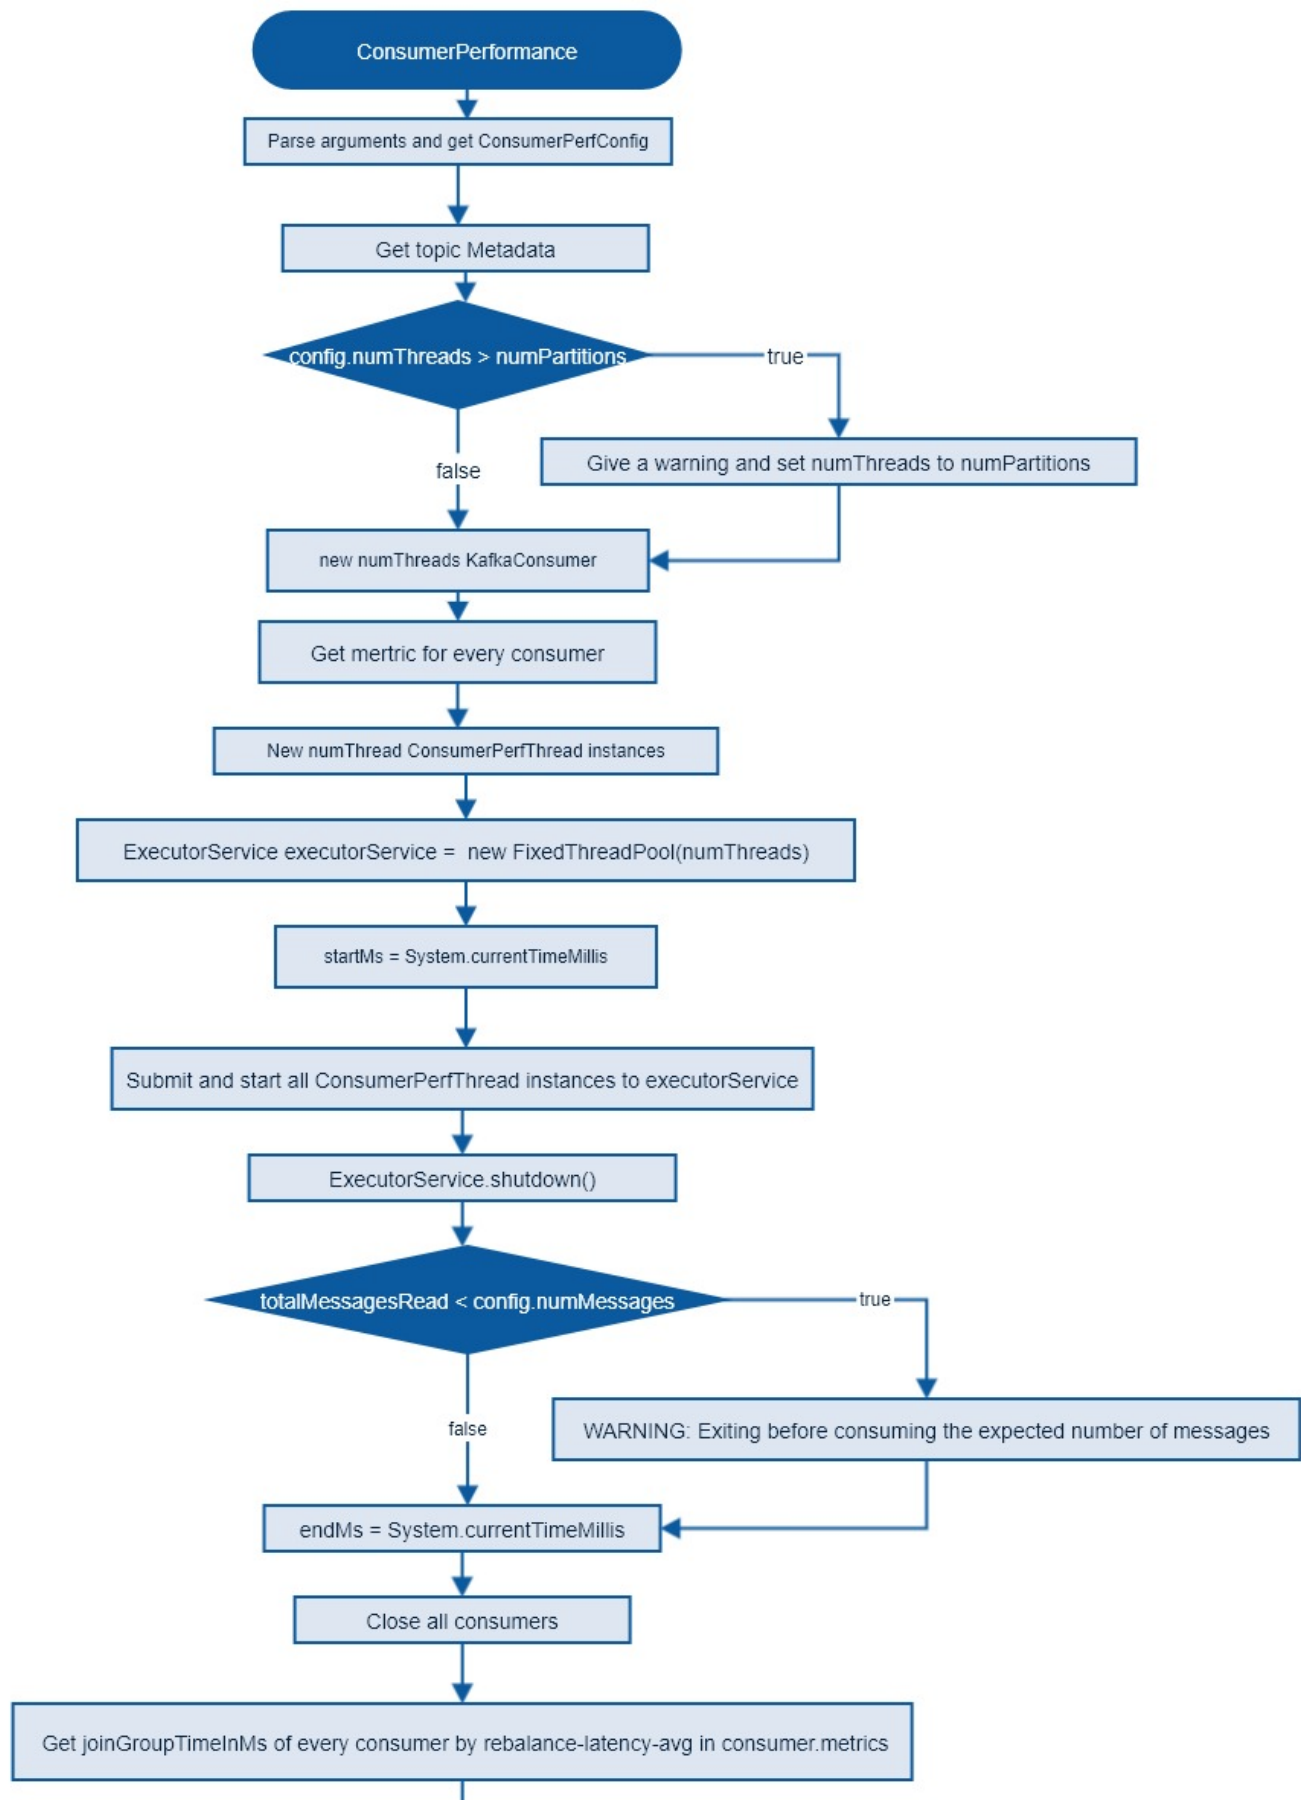 ConsumerPerformance
Parse arguments and get ConsumerPerfConfig
Get topic Metadata
config.numThreads > numPartitions
true
Give a warning and set numThreads to numPartitions
false
new numThreads KafkaConsumer
Get mertric for every consumer
New numThread ConsumerPerfThread instances
ExecutorService executorService =  new FixedThreadPool(numThreads)
startMs = System.currentTimeMillis
Submit and start all ConsumerPerfThread instances to executorService
ExecutorService.shutdown()
totalMessagesRead < config.numMessages
true
WARNING: Exiting before consuming the expected number of messages
false
endMs = System.currentTimeMillis
Close all consumers
Get joinGroupTimeInMs of every consumer by rebalance-latency-avg in consumer.metrics